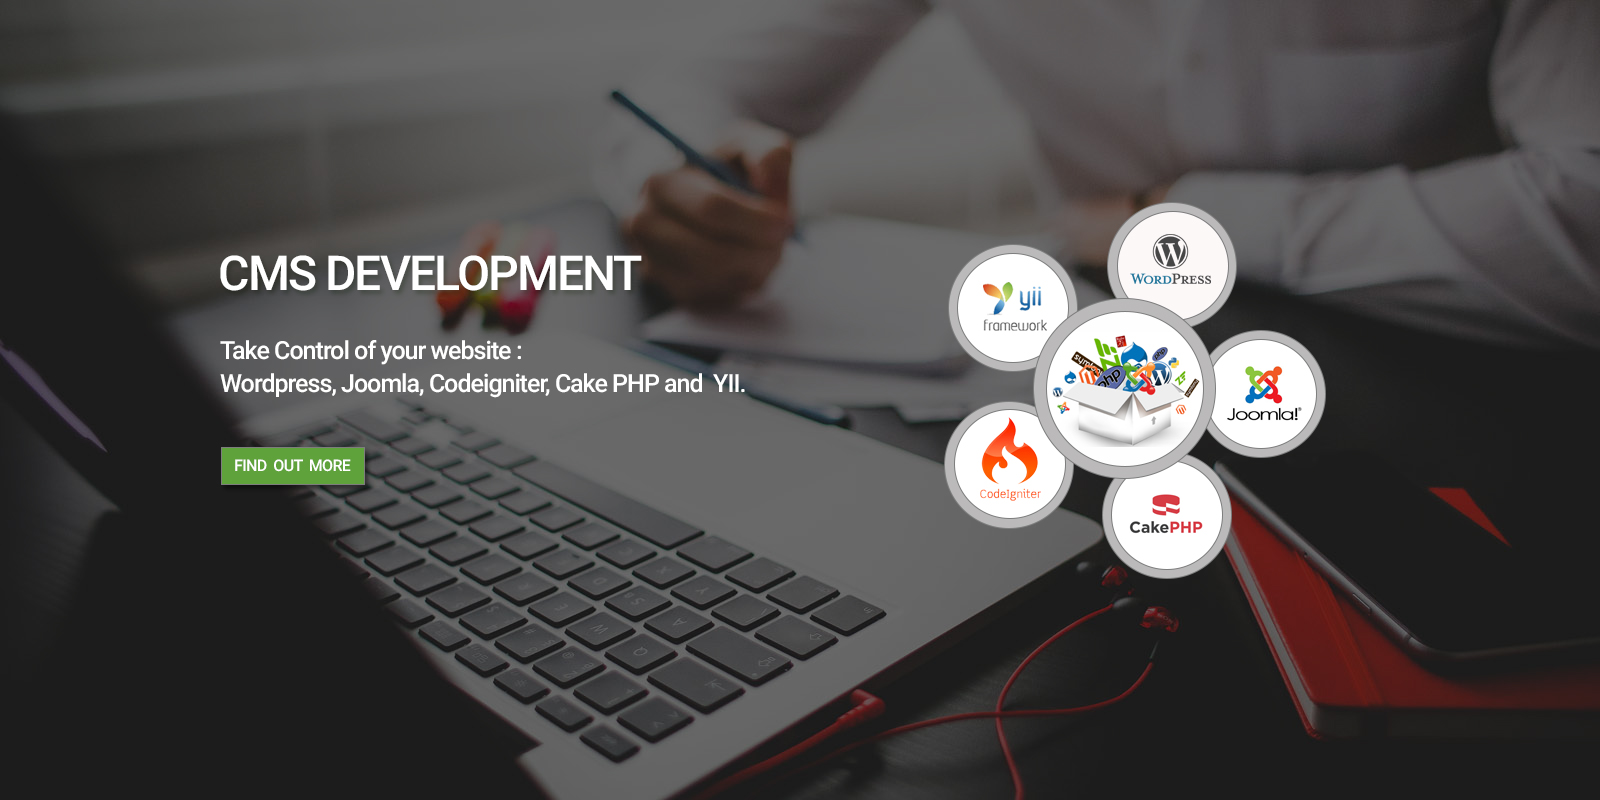 CMS DEVELOPMENT
Take Control of your website :
Wordpress, Joomla, Codeigniter, Cake PHP and  YII.
FIND OUT MORE
WORDPRESS
yii
framework
Joomla!®
CodeIgniter
CakePHP
php